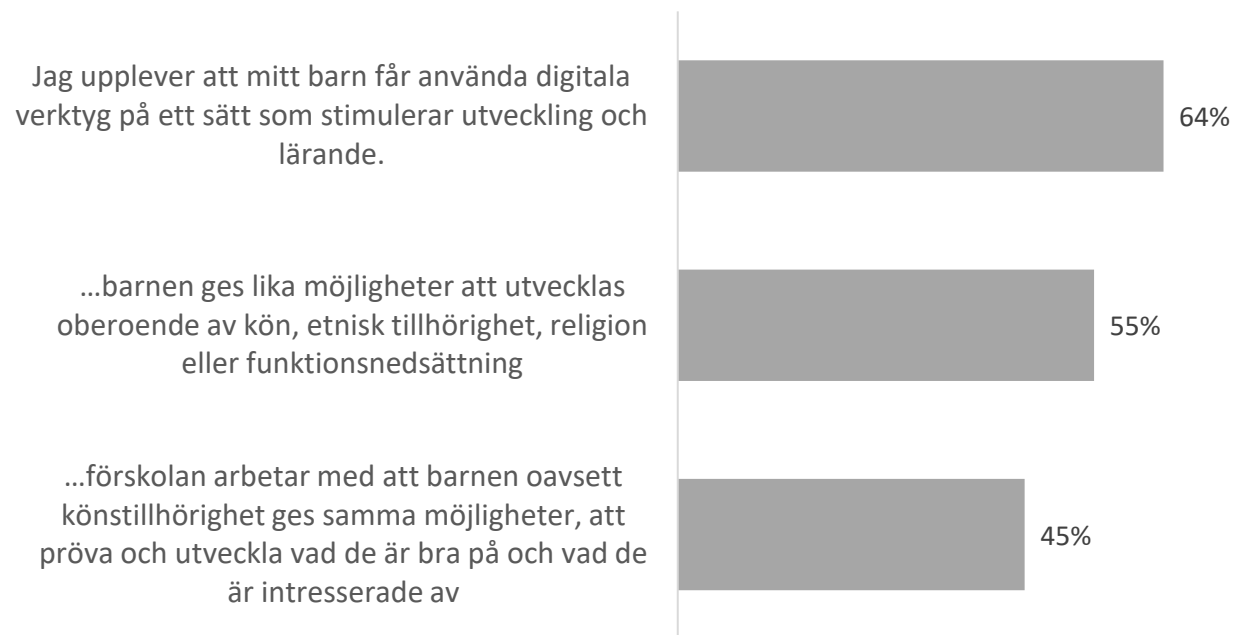 Jag upplever att mitt barn får använda digitala
verktyg på ett sätt som stimulerar utveckling och
lärande.
64%
...barnen ges lika möjligheter att utvecklas
oberoende av kön, etnisk tillhörighet, religion
eller funktionsnedsättning
55%
...förskolan arbetar med att barnen oavsett
könstillhörighet ges samma möjligheter, att
pröva och utveckla vad de är bra på och vad de
är intresserade av
45%